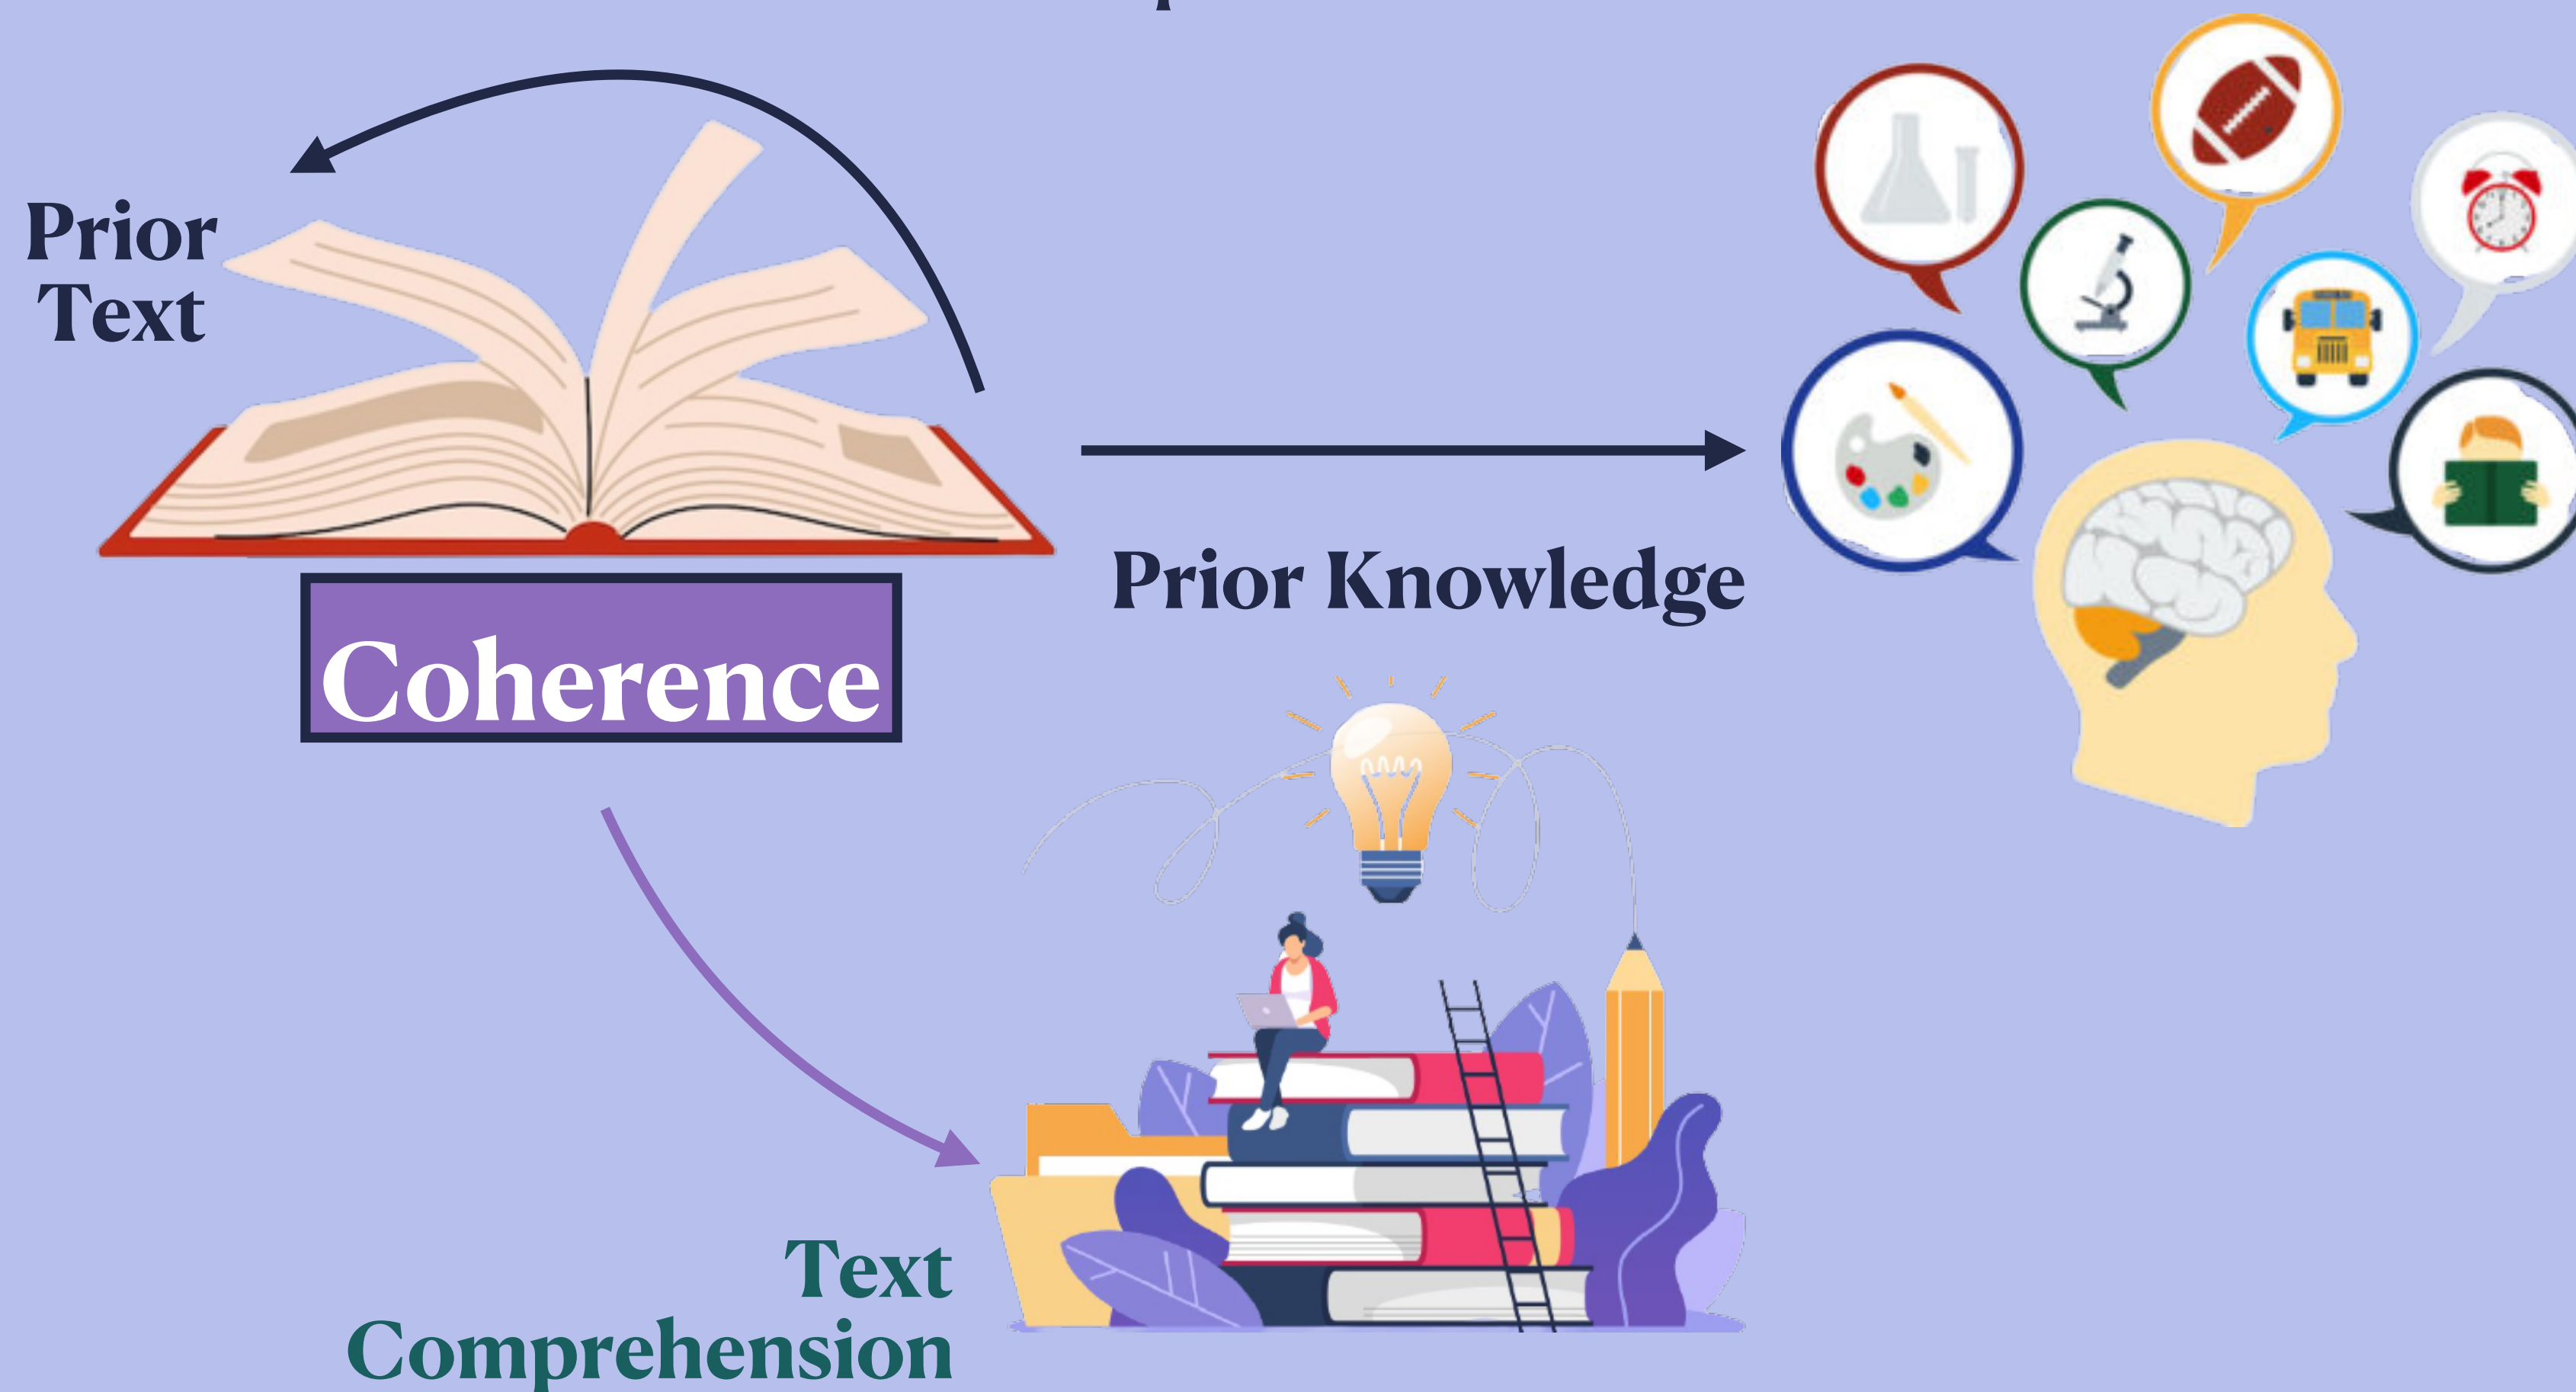 Prior
Text
Prior Knowledge
Coherence
Text
Comprehension